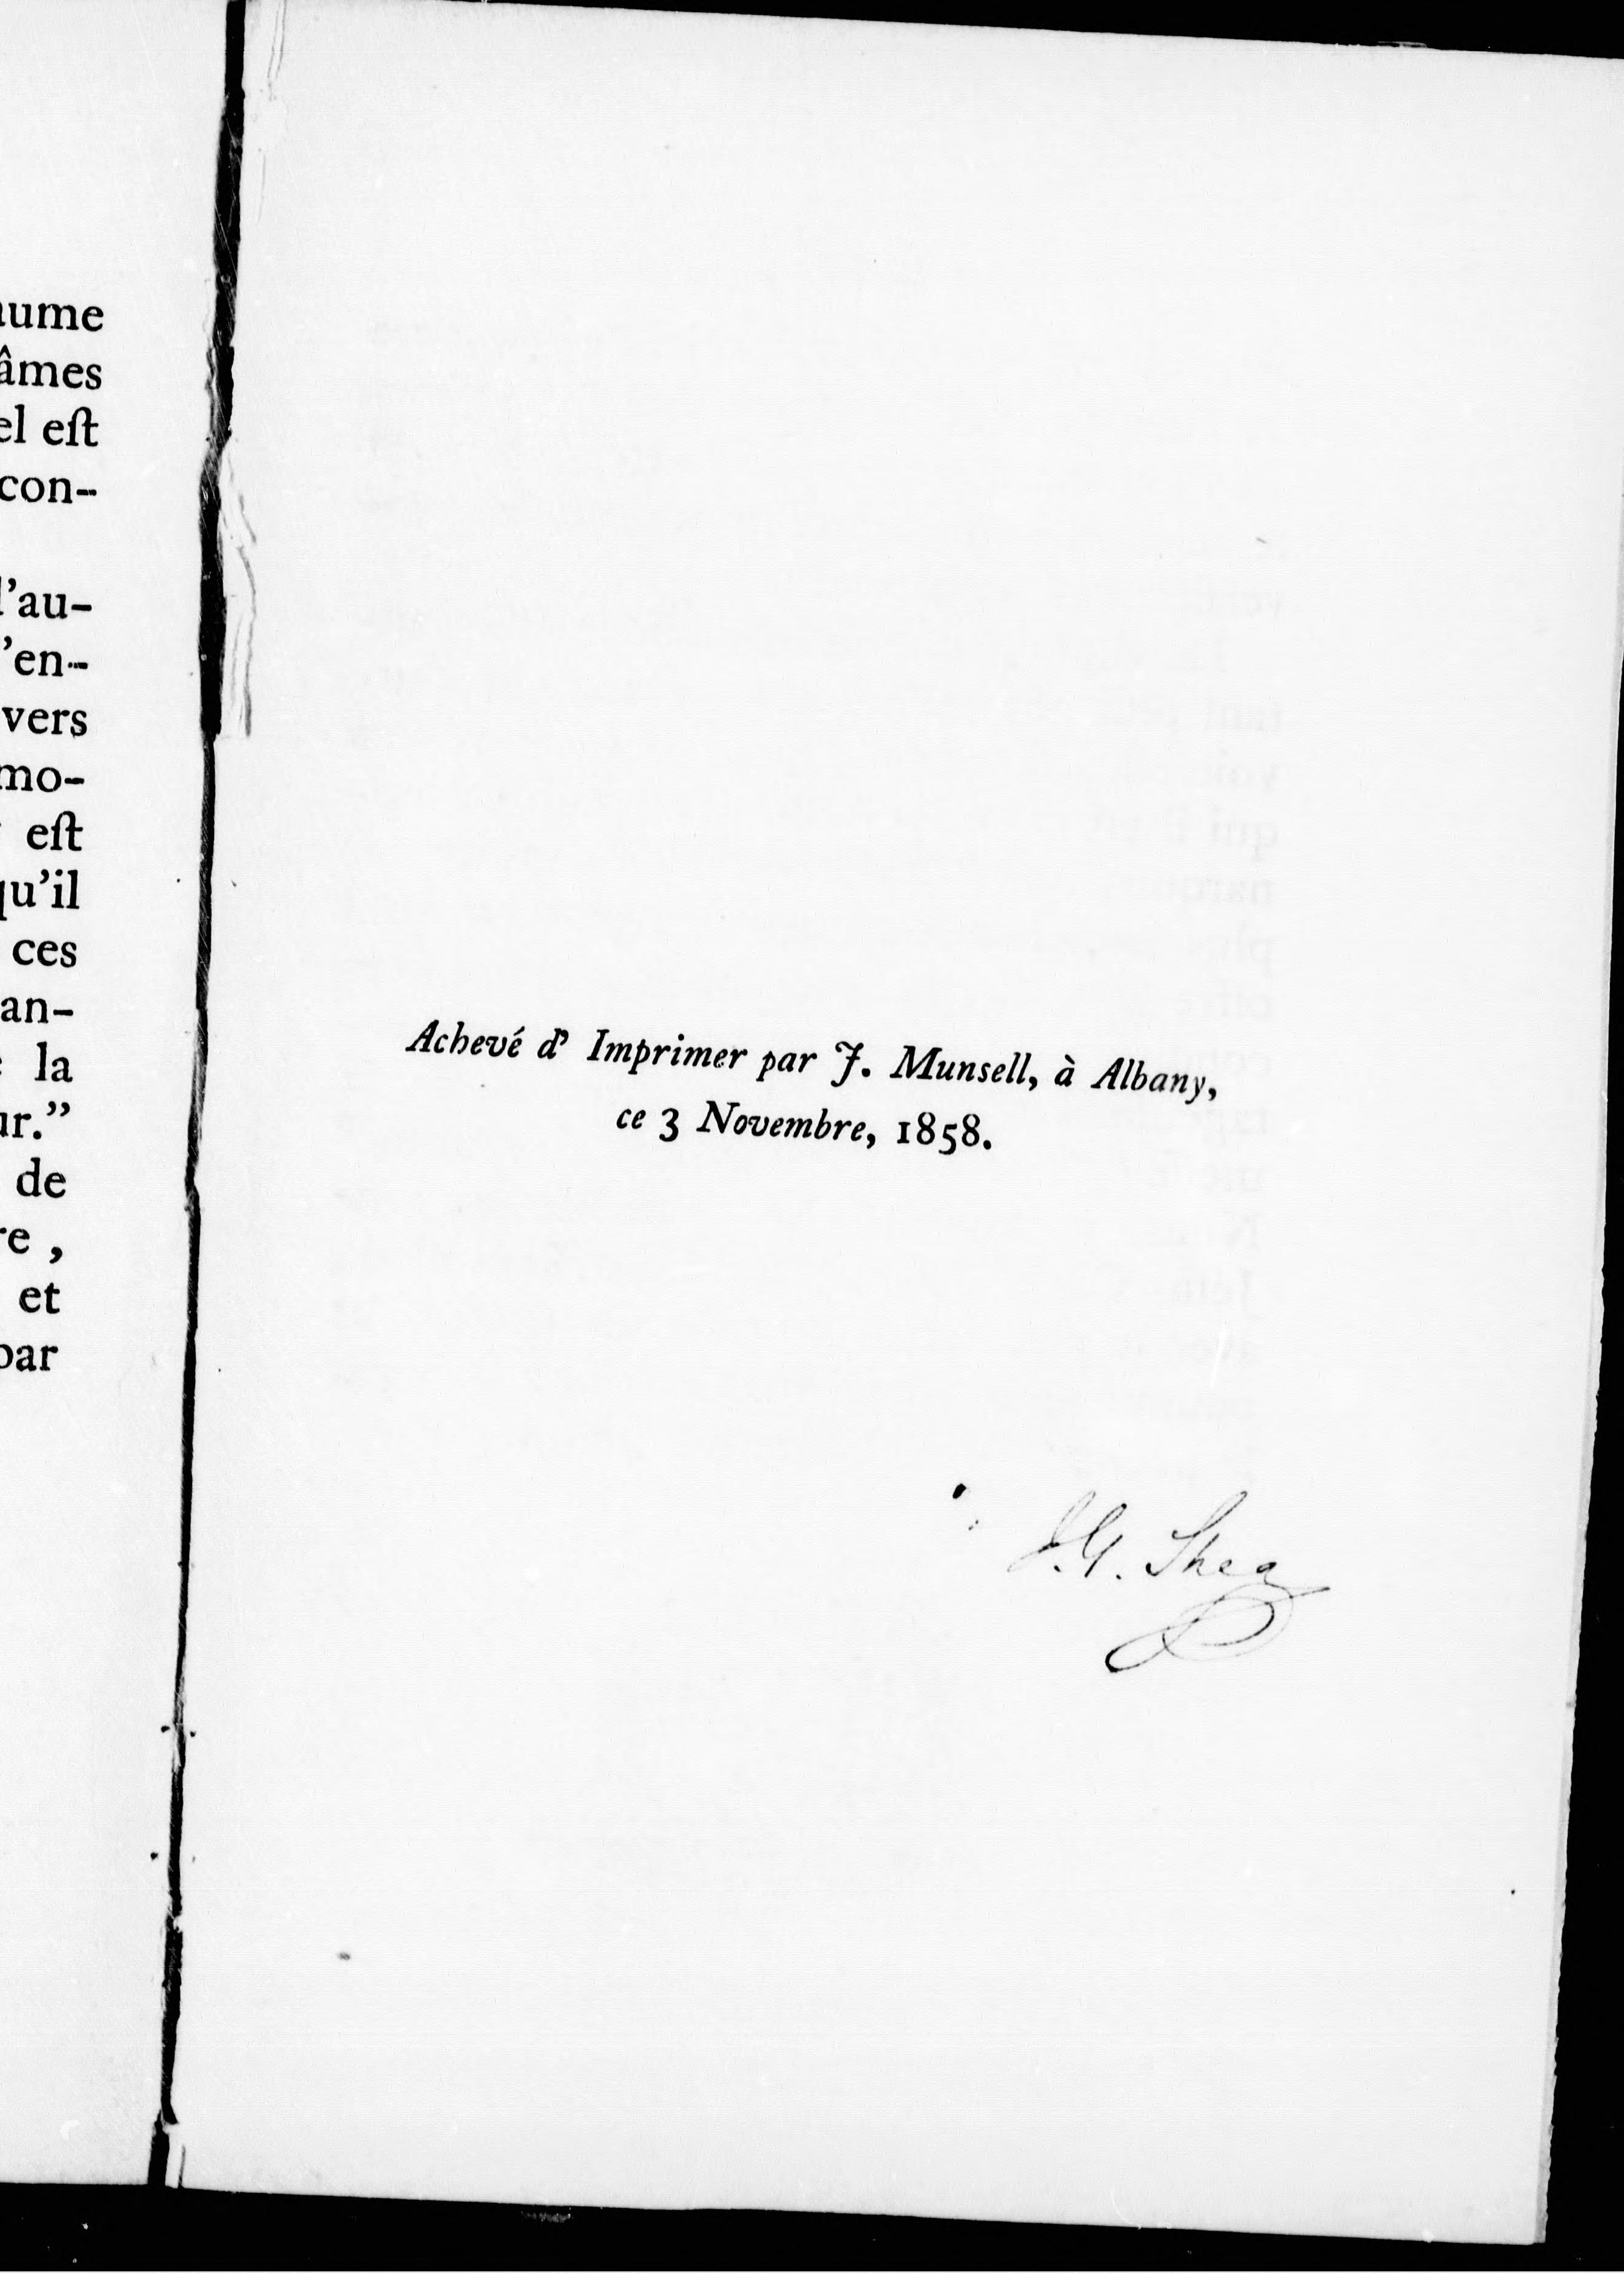 aume
âmes
el eſt
con-
l'au-
'en-
vers
mo-
eſt
qu'il
ces
an-
la
ur.”
de
re ,
et
par
Achevé d' Imprimer par J. Munsell, à Albany,
ce 3 Novembre, 1858.
J. G. Shea